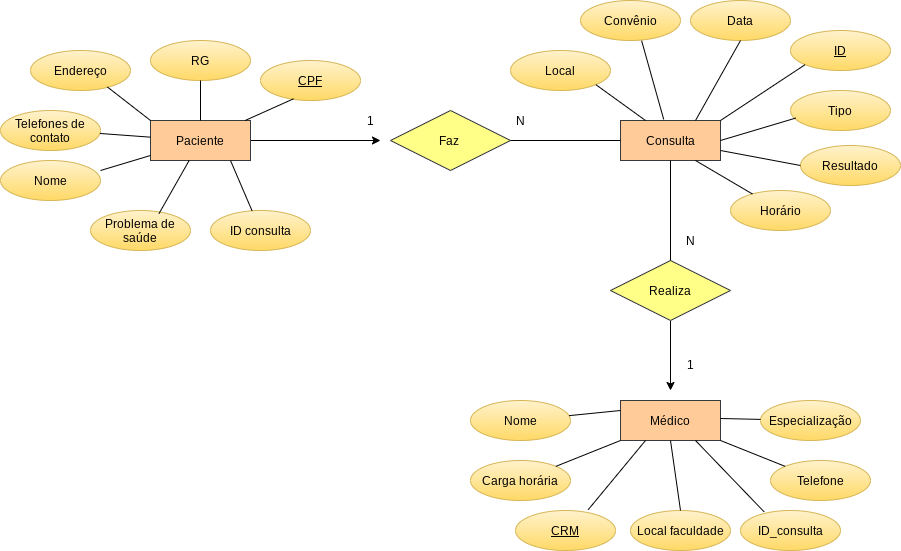 Convênio
Data
Endereço
RG
CPF
Local
ID
Telefones de
contato
Paciente
1
Faz
N
Consulta
Tipo
Nome
Resultado
Problema de
saúde
ID consulta
Horário
N
Realiza
1
Nome
Médico
Especialização
Carga horária
Telefone
CRM
Local faculdade
ID_consulta